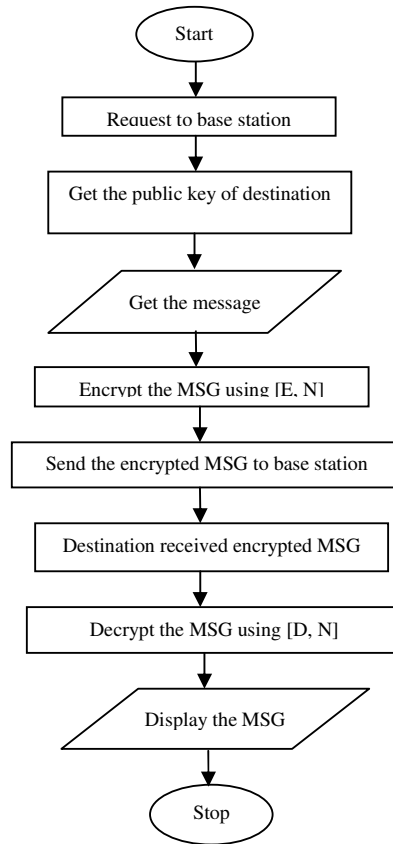 Start
Request to base station
Get the public key of destination
Get the message
Encrypt the MSG using [E, N]
Send the encrypted MSG to base station
Destination received encrypted MSG
Decrypt the MSG using [D, N]
Display the MSG
Stop